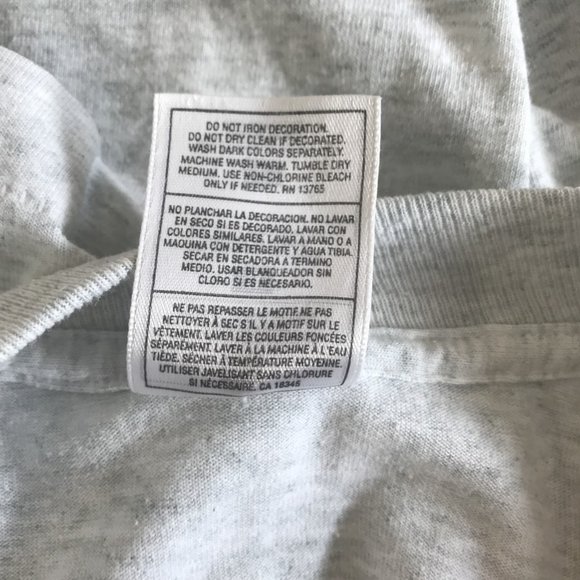 DO NOT IRON DECORATION.
DO NOT DRY CLEAN IF DECORATED.
WASH DARK COLORS SEPARATELY.
MACHINE WASH WARM. TUMBLE DRY
MEDIUM. USE NON-CHLORINE BLEACH
ONLY IF NEEDED. RN 13765
NO PLANCHAR LA DECORACION. NO LAVAR
EN SECO SI ES DECORADO. LAVAR CON
COLORES SIMILARES. LAVAR A MANO O A
MAQUINA CON DETERGENTE Y AGUA TIBIA.
SECAR EN SECADORA A TERMINO
MEDIO. USAR BLANQUEADOR SIN
CLORO SI ES NECESARIO.
NE PAS REPASSER LE MOTIF. NE PAS
NETTOYER À SEC S'IL Y A MOTIF SUR LE
VÊTEMENT. LAVER LES COULEURS FONCÉES
SÉPARÉMENT. LAVER À LA MACHINE À L'EAU
TIÈDE. SÉCHER À TEMPÉRATURE MOYENNE.
UTILISER JAVELISANT SANS CHLORURE
SI NÉCESSAIRE. CA 18345